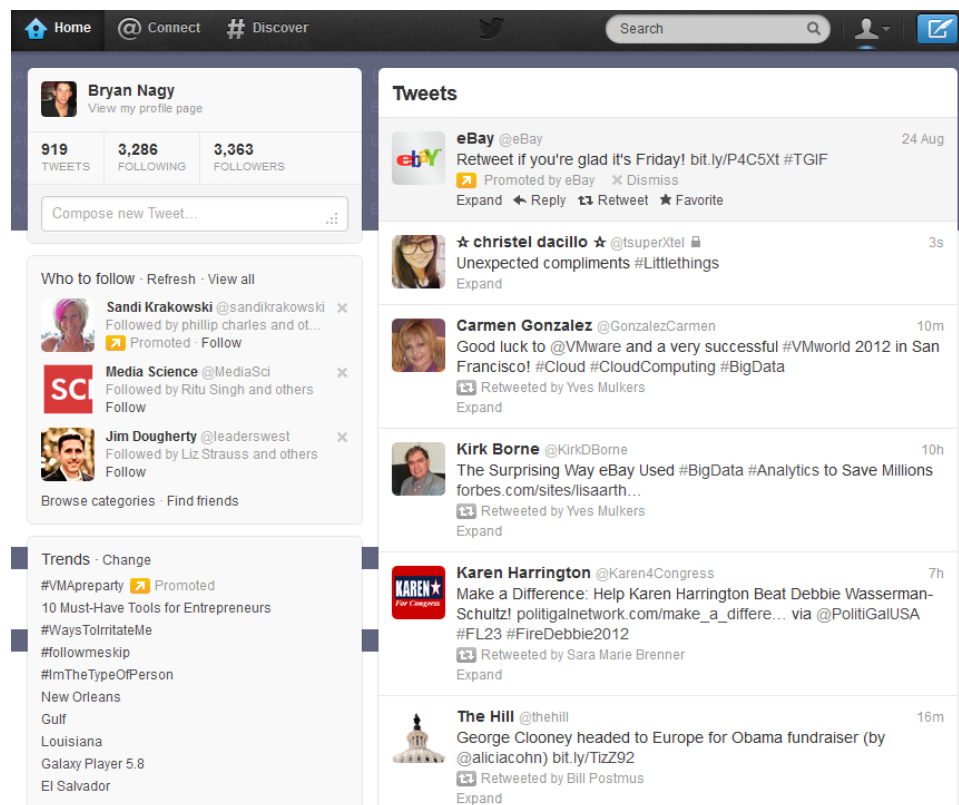 Home
Connect
Discover
Search
Bryan Nagy
View my profile page
919
TWEETS
3,286
FOLLOWING
3,363
FOLLOWERS
Compose new Tweet...
Who to follow · Refresh · View all
Sandi Krakowski @sandikrakowski
Followed by phillip charles and ot...
Promoted · Follow
SCI
Media Science @MediaSci
Followed by Ritu Singh and others
Follow
Jim Dougherty @leaderswest
Followed by Liz Strauss and others
Follow
Browse categories · Find friends
Trends · Change
#VMApreparty Promoted
10 Must-Have Tools for Entrepreneurs
#WaysToIrritateMe
#followmeskip
#ImTheTypeOfPerson
New Orleans
Gulf
Louisiana
Galaxy Player 5.8
El Salvador
Tweets
ebaY
eBay @eBay 24 Aug
Retweet if you're glad it's Friday! bit.ly/P4C5Xt #TGIF
Promoted by eBay Dismiss
Expand Reply Retweet Favorite
☆ christel dacillo ☆ @tsuperXtel 3s
Unexpected compliments #Littlethings
Expand
Carmen Gonzalez @GonzalezCarmen 10m
Good luck to @VMware and a very successful #VMworld 2012 in San
Francisco! #Cloud #CloudComputing #BigData
Retweeted by Yves Mulkers
Expand
Kirk Borne @KirkDBorne 10h
The Surprising Way eBay Used #BigData #Analytics to Save Millions
forbes.com/sites/lisaarth...
Retweeted by Yves Mulkers
Expand
KAREN★
For Congress
Karen Harrington @Karen4Congress 7h
Make a Difference: Help Karen Harrington Beat Debbie Wasserman-
Schultz! politigalnetwork.com/make_a_differe... via @PolitiGalUSA
#FL23 #FireDebbie2012
Retweeted by Sara Marie Brenner
Expand
The Hill @thehill 16m
George Clooney headed to Europe for Obama fundraiser (by
@aliciacohn) bit.ly/TizZ92
Retweeted by Bill Postmus
Expand